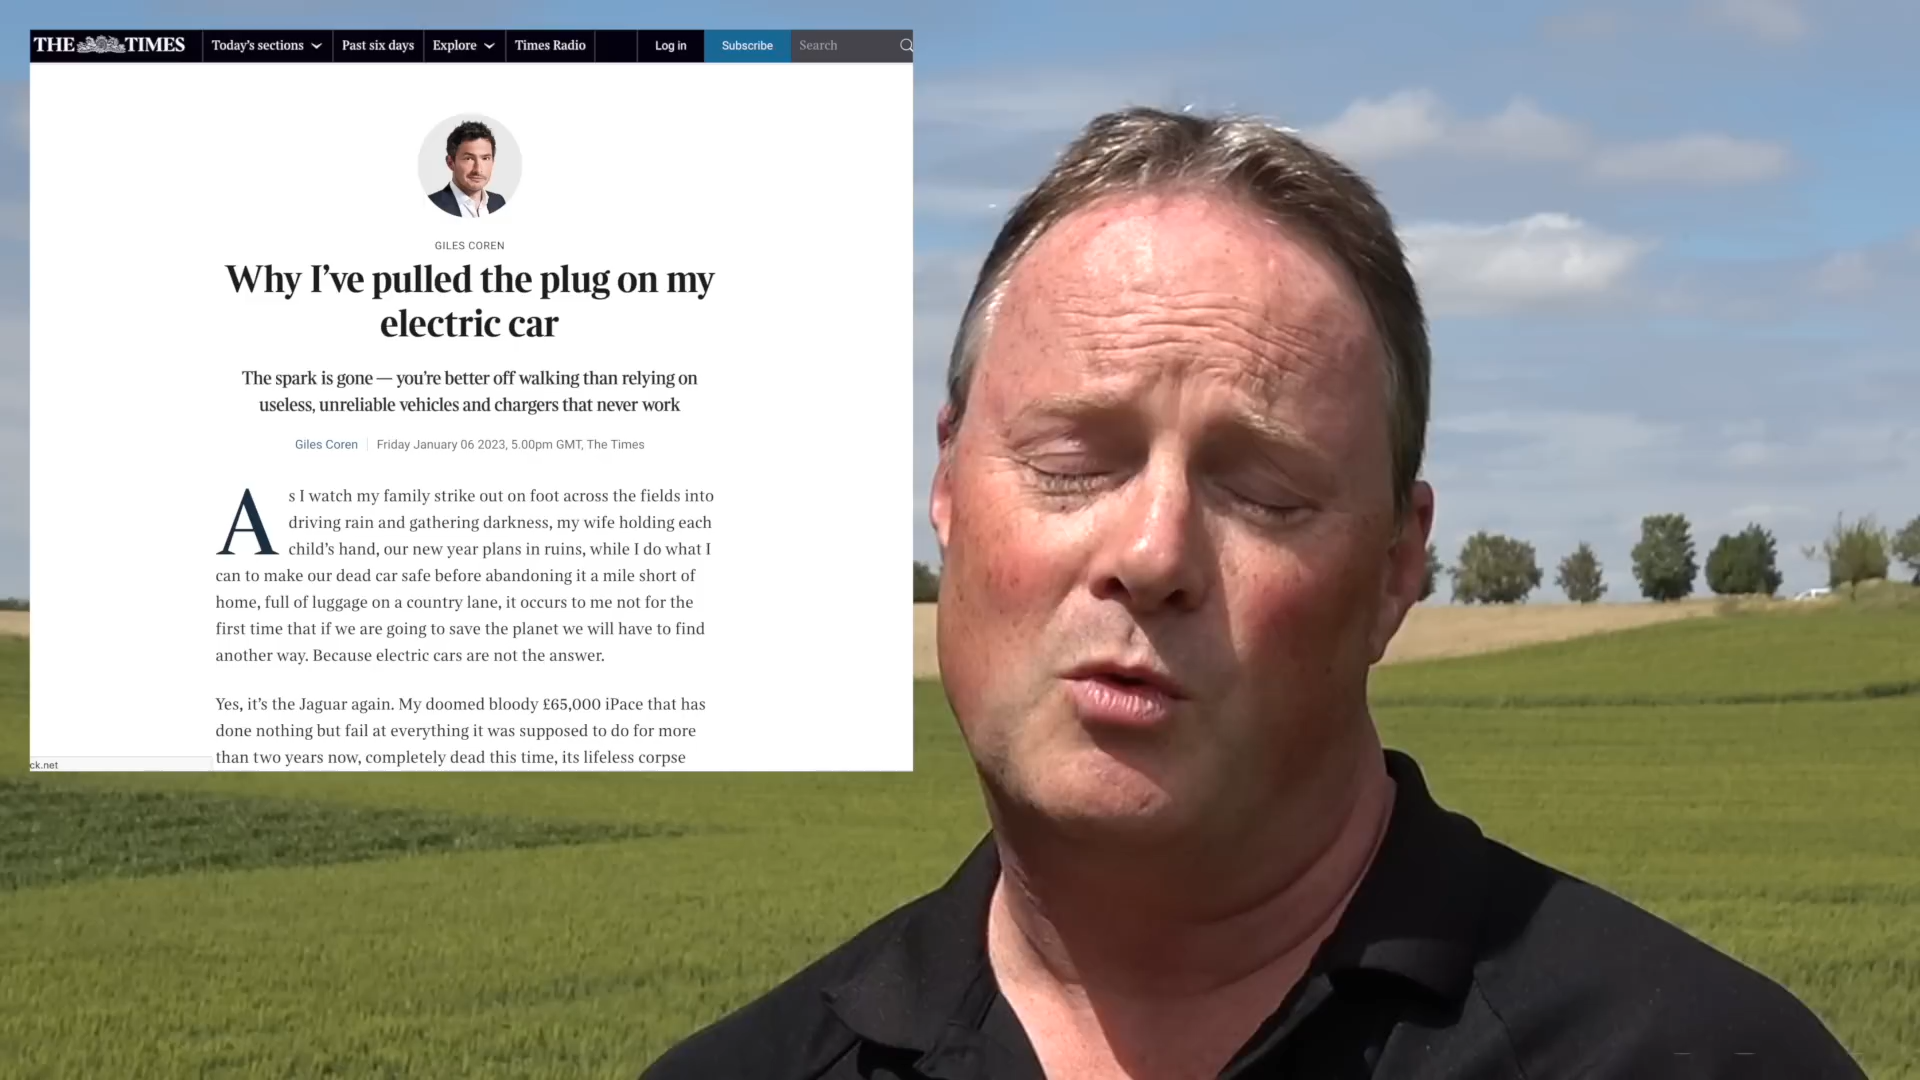 THE TIMES Today's sections Past six days Explore Times Radio Log in Subscribe Search
GILES COREN
Why I've pulled the plug on my
electric car
The spark is gone — you're better off walking than relying on
useless, unreliable vehicles and chargers that never work
Giles Coren Friday January 06 2023, 5.00pm GMT, The Times
As I watch my family strike out on foot across the fields into
driving rain and gathering darkness, my wife holding each
child's hand, our new year plans in ruins, while I do what I
can to make our dead car safe before abandoning it a mile short of
home, full of luggage on a country lane, it occurs to me not for the
first time that if we are going to save the planet we will have to find
another way. Because electric cars are not the answer.
Yes, it's the Jaguar again. My doomed bloody £65,000 iPace that has
done nothing but fail at everything it was supposed to do for more
than two years now, completely dead this time, its lifeless corpse
ck.net